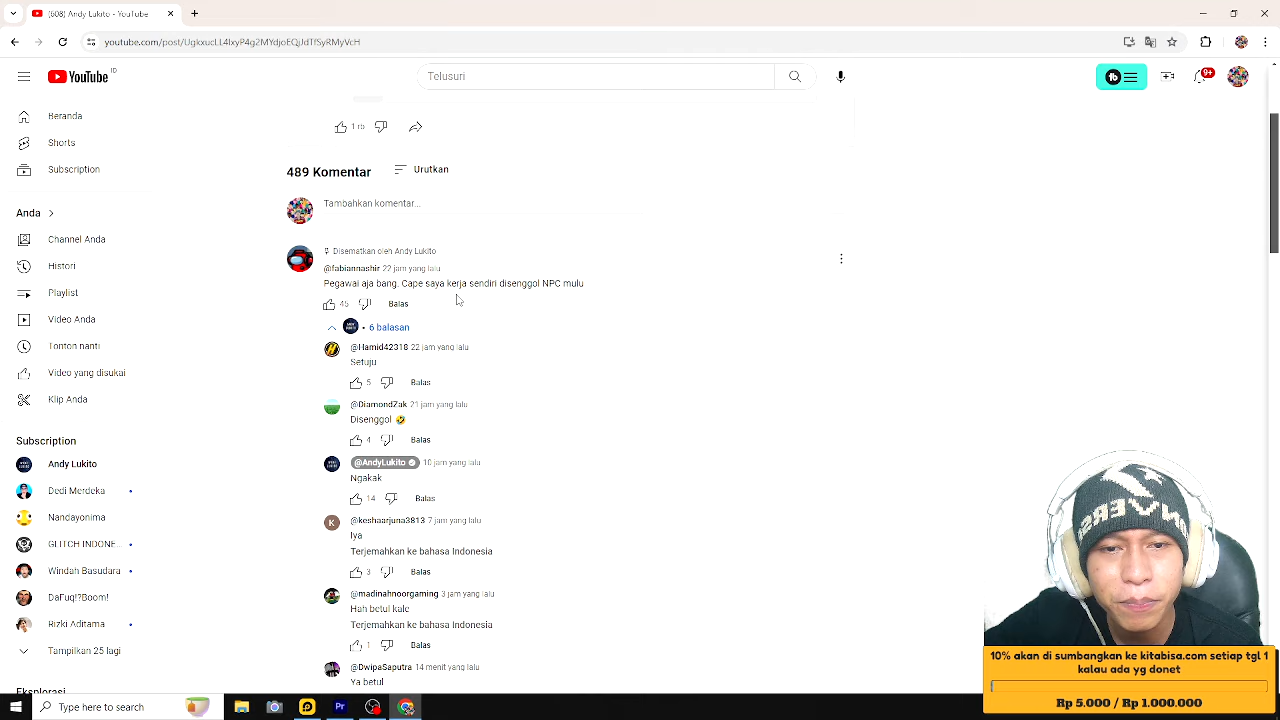 (608) Andy Lukito - YouTube
youtube.com/post/UgkxucLL4lxyP4g2MYdjoEQiJdTfSyRMyVcH
YouTube ID
Telusuri
9+
Beranda
Shorts
Subscription
Anda
Channel Anda
Histori
Playlist
Video Anda
Tonton nanti
Video yang disukai
Klip Anda
Subscription
Andy Lukito
Dedi Merdeka
Nandayonima
GLITCH INDONE...
Windah Basudara
DaFuq!?Boom!
Rizki Aditama
Tampilkan 25 lagi
Eksplorasi
489 Komentar
Urutkan
Tambahkan komentar...
Disematkan oleh Andy Lukito
@fabiannashir 22 jam yang lalu
Pegawai aja bang. Cape saya kerja sendiri disenggol NPC mulu
45 Balas
6 balasan
@Hamid42318 22 jam yang lalu
Setuju
5 Balas
@DiamondZak 21 jam yang lalu
Disenggol 🤣
4 Balas
@AndyLukito 10 jam yang lalu
Ngakak
14 Balas
@keshaarjuna3813 7 jam yang lalu
Iya
Terjemahkan ke bahasa Indonesia
3 Balas
@madinahnoorgaming 3 jam yang lalu
Hah betul kale
Terjemahkan ke bahasa Indonesia
1 Balas
@DwipaSaputra 14 menit yang lalu
Ya betul
10% akan di sumbangkan ke kitabisa.com setiap tgl 1
kalau ada yg donet
Rp 5.000 / Rp 1.000.000
Type here to search